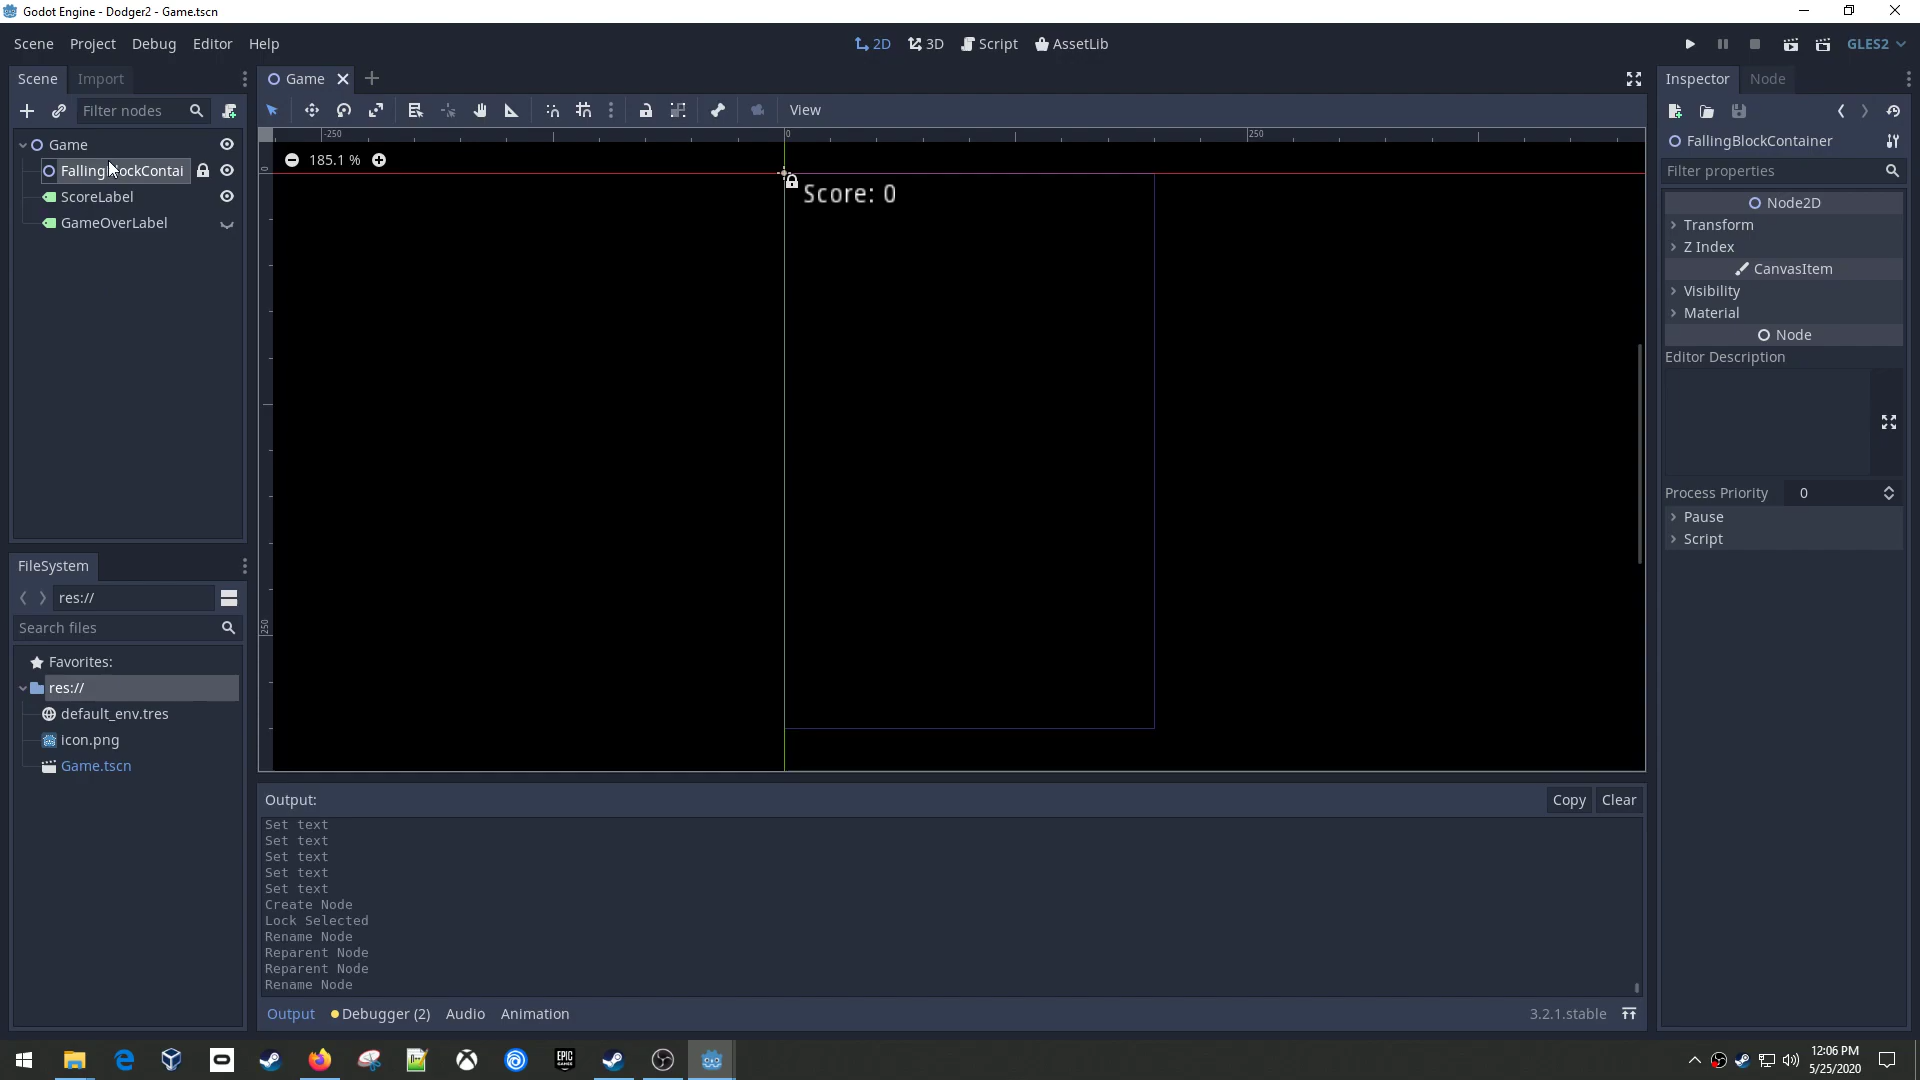 Godot Engine - Dodger2 - Game.tscn
Scene Project Debug Editor Help
2D 3D Script AssetLib
GLES2
Scene Import
Filter nodes
Game
FallingBlockContai
ScoreLabel
GameOverLabel
FileSystem
res://
Search files
Favorites:
res://
default_env.tres
icon.png
Game.tscn
Game
View
-250 0 250
0
250
185.1 %
Score: 0
Output:
Copy Clear
Set text
Set text
Set text
Set text
Set text
Create Node
Lock Selected
Rename Node
Reparent Node
Reparent Node
Rename Node
Output Debugger (2) Audio Animation
3.2.1.stable
Inspector Node
FallingBlockContainer
Filter properties
Node2D
Transform
Z Index
CanvasItem
Visibility
Material
Node
Editor Description
Process Priority 0
Pause
Script
EPIC
GAMES
12:06 PM
5/25/2020